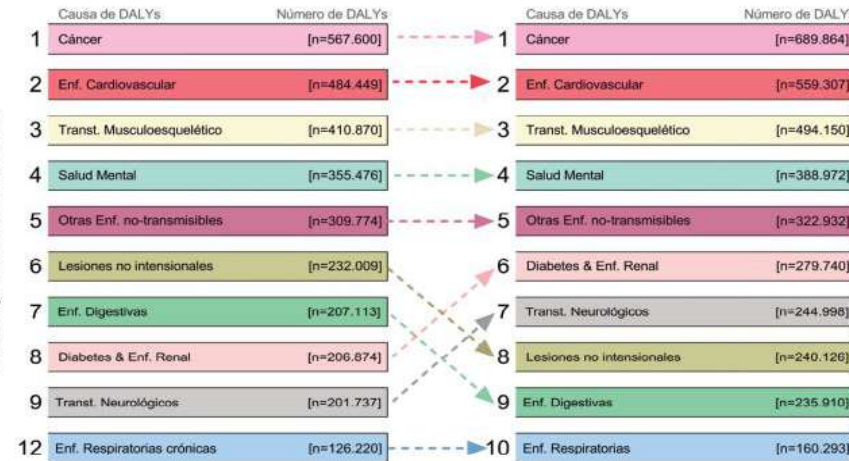 Causa de DALYs Número de DALYs Causa de DALYs Número de DALY
1 Cáncer [n=567.600] 1 Cáncer [n=689.864]
2 Enf. Cardiovascular [n=484.449] 2 Enf. Cardiovascular [n=559.307]
3 Transt. Musculoesquelético [n=410.870] 3 Transt. Musculoesquelético [n=494.150]
4 Salud Mental [n=355.476] 4 Salud Mental [n=388.972]
5 Otras Enf. no-transmisibles [n=309.774] 5 Otras Enf. no-transmisibles [n=322.932]
6 Lesiones no intensionales [n=232.009] 6 Diabetes & Enf. Renal [n=279.740]
7 Enf. Digestivas [n=207.113] 7 Transt. Neurológicos [n=244.998]
8 Diabetes & Enf. Renal [n=206.874] 8 Lesiones no intensionales [n=240.126]
9 Transt. Neurológicos [n=201.737] 9 Enf. Digestivas [n=235.910]
12 Enf. Respiratorias crónicas [n=126.220] 10 Enf. Respiratorias [n=160.293]